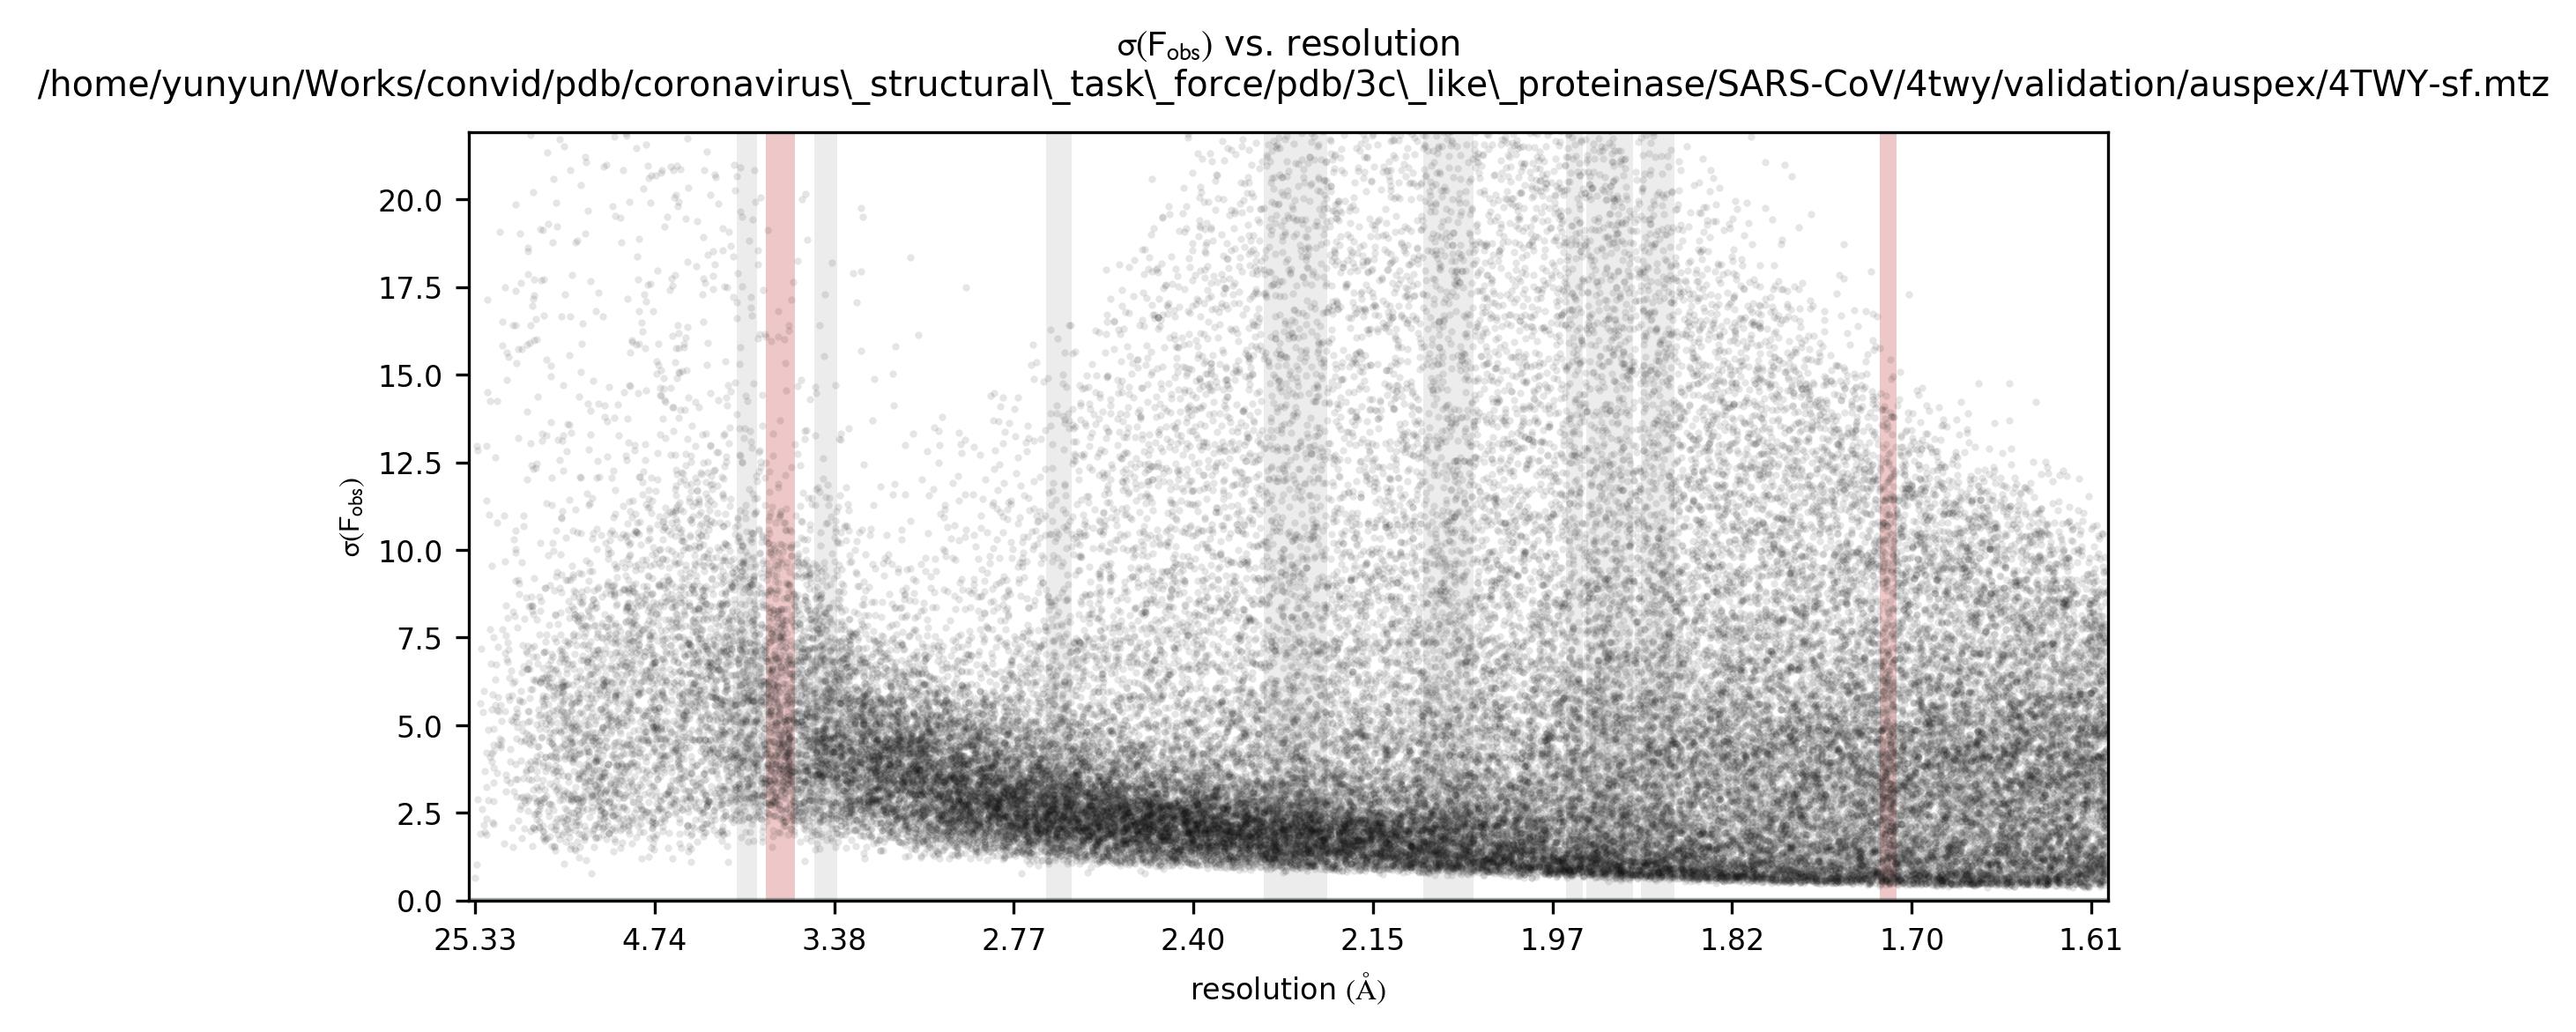 σ(Fobs) vs. resolution
/home/yunyun/Works/convid/pdb/coronavirus\_structural\_task\_force/pdb/3c\_like\_proteinase/SARS-CoV/4twy/validation/auspex/4TWY-sf.mtz
σ(Fobs)
20.0
17.5
15.0
12.5
10.0
7.5
5.0
2.5
0.0
25.33 4.74 3.38 2.77 2.40 2.15 1.97 1.82 1.70 1.61
resolution (Å)